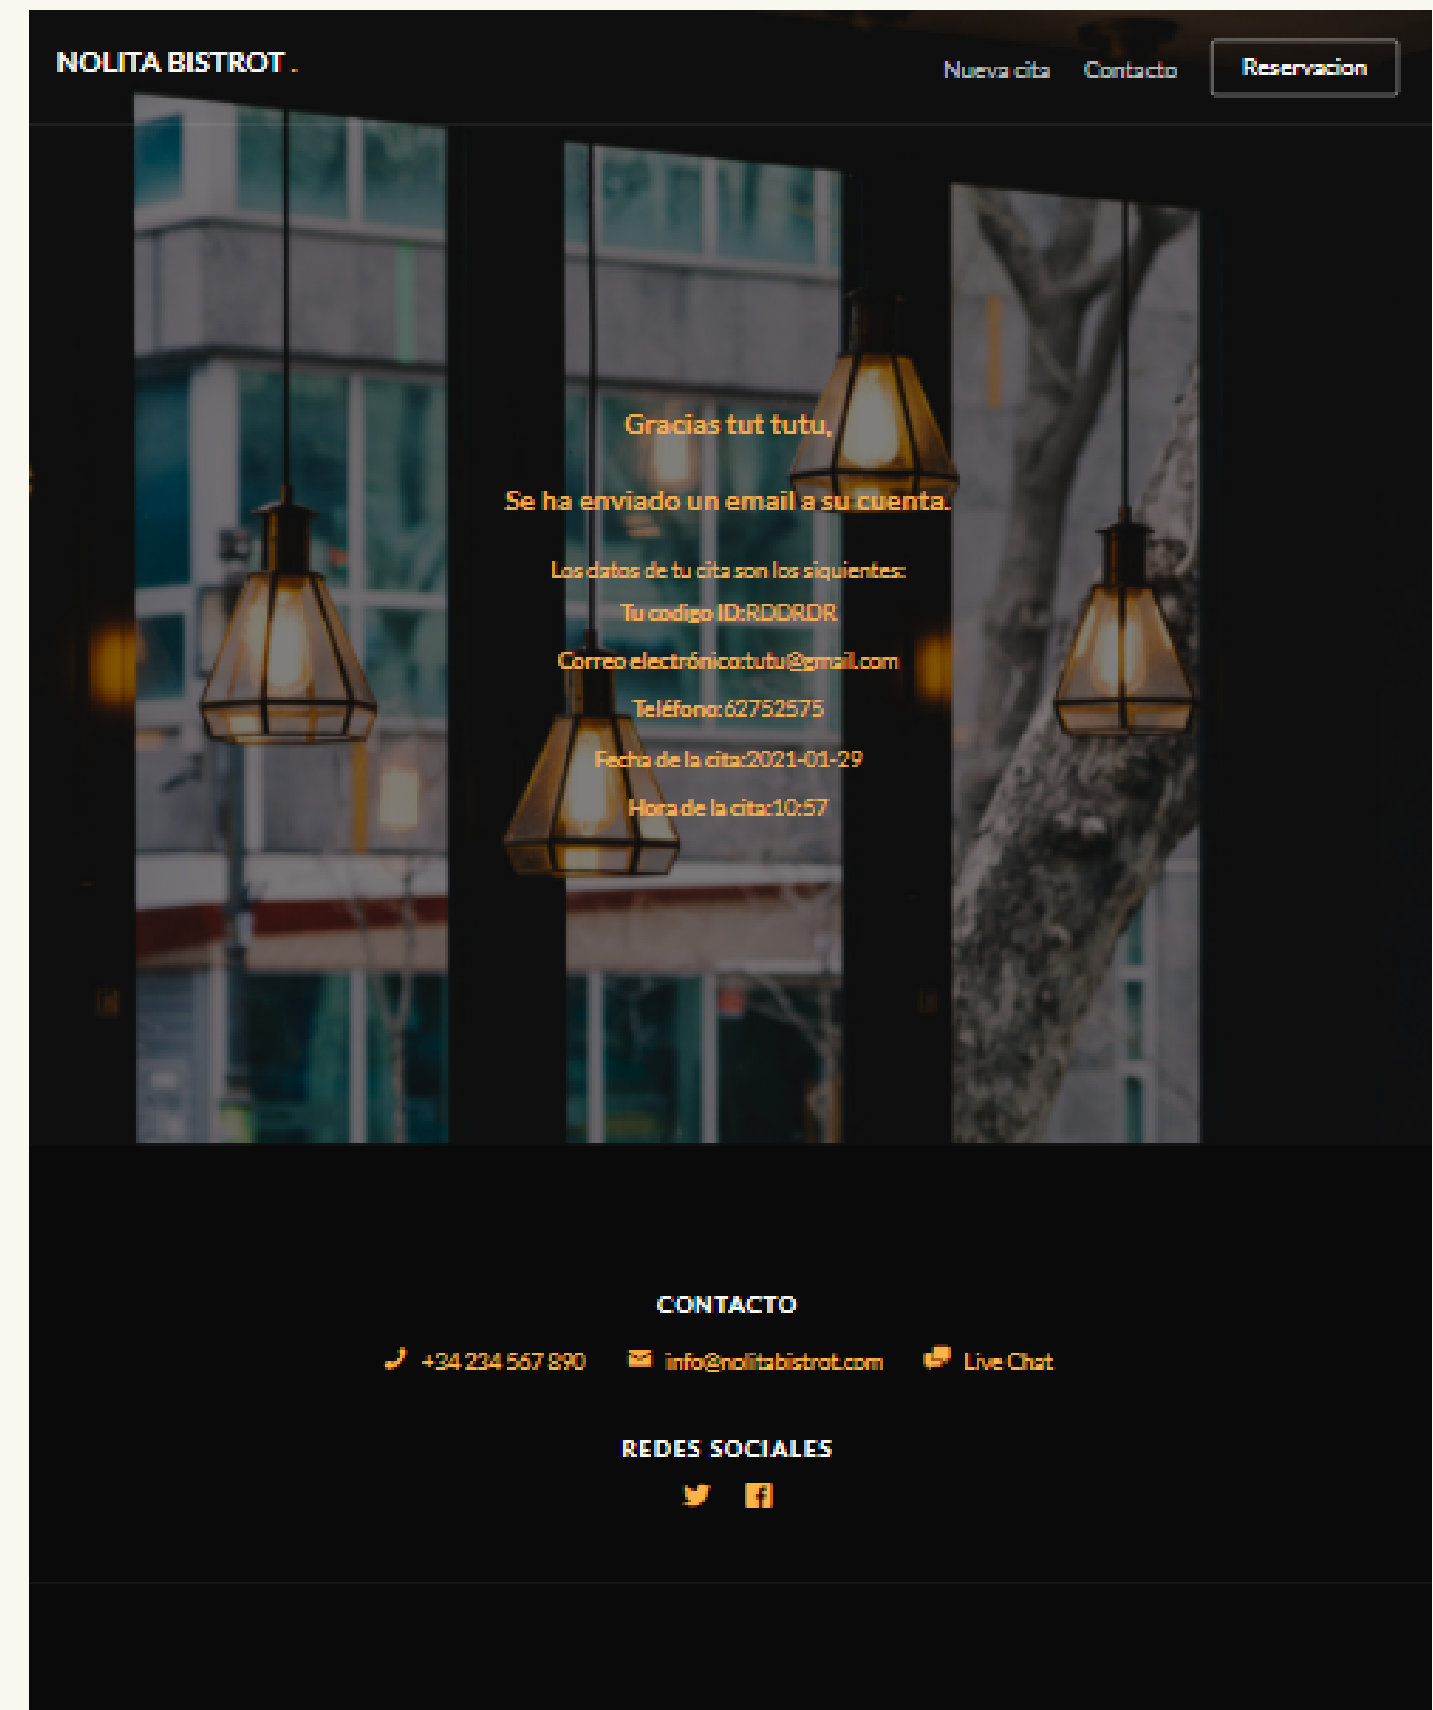 NOLITA BISTROT .
Nueva cita Contacto Reservacion
Gracias tut tutu,
Se ha enviado un email a su cuenta.
Los datos de tu cita son los siquientes:
Tu codigo ID:RDDRDR
Correo electrónico:tutu@gmail.com
Teléfono:62752575
Fecha de la cita:2021-01-29
Hora de la cita:10:57
CONTACTO
+34 234 567 890 info@nolitabistrot.com Live Chat
REDES SOCIALES